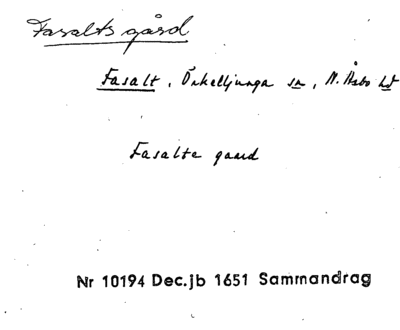 Fasalts gård
Fasalt, Örkelljunga sn, N. Åsbo hd
Fasalte gaard
Nr 10194 Dec.jb 1651 Sammandrag